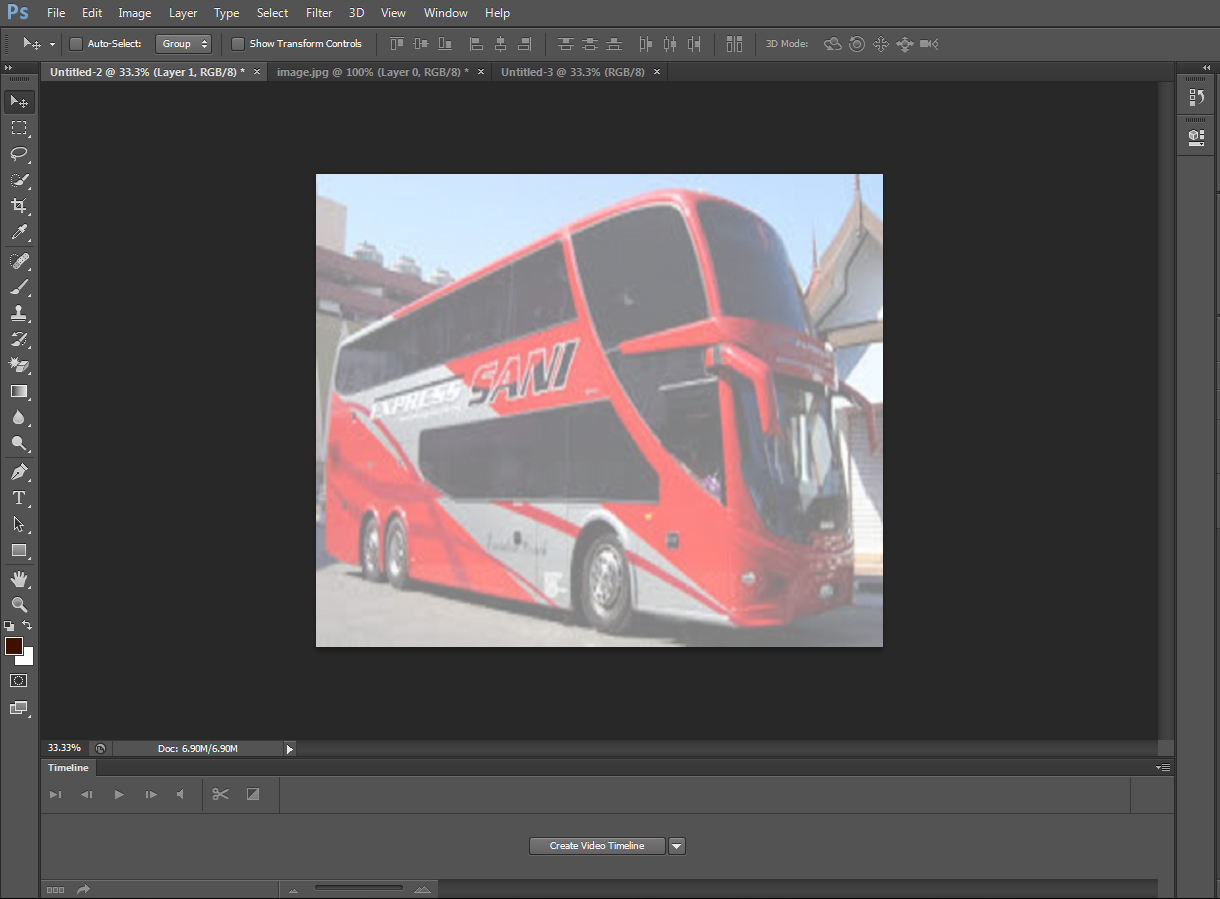 Ps File Edit Image Layer Type Select Filter 3D View Window Help
Auto-Select: Group Show Transform Controls 3D Mode:
Untitled-2 @ 33.3% (Layer 1, RGB/8) * × image.jpg @ 100% (Layer 0, RGB/8) * × Untitled-3 @ 33.3% (RGB/8) ×
EXPRESS SANI
T
33.33% Doc: 6.90M/6.90M
Timeline
Create Video Timeline